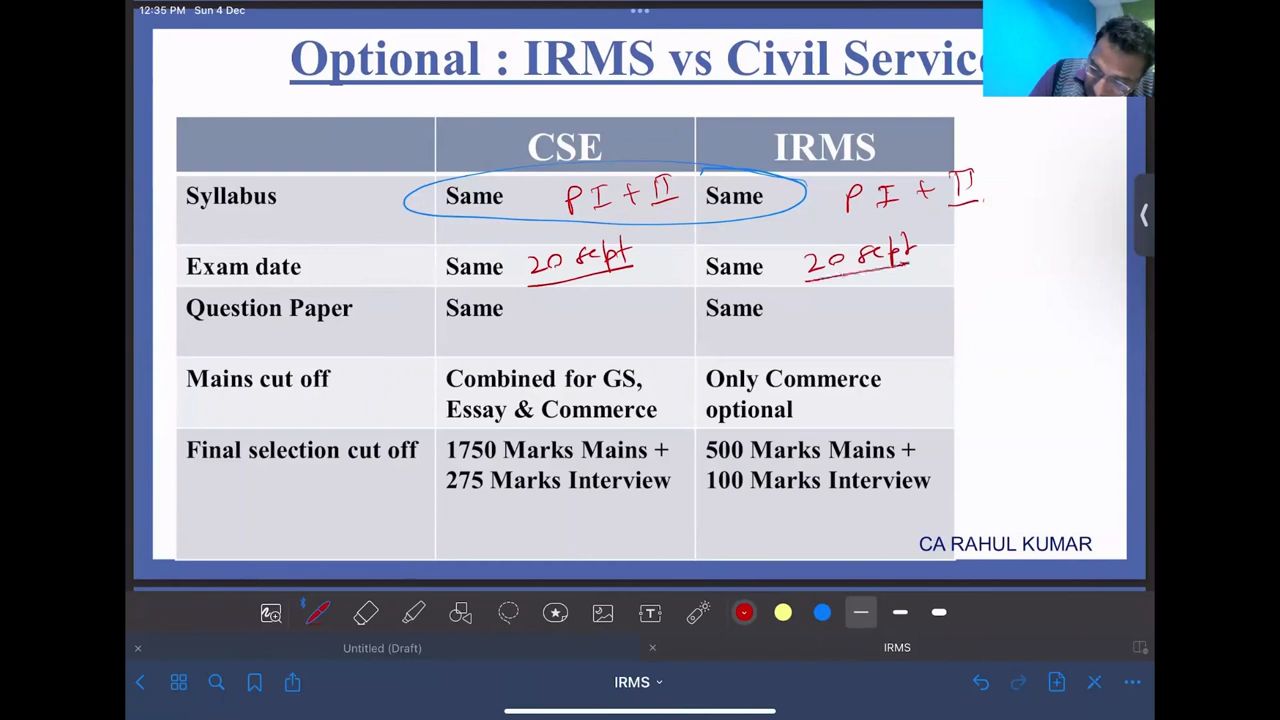 12:35 PM Sun 4 Dec
Optional : IRMS vs Civil Servic
CSE IRMS
Syllabus Same P I + II Same P I + II
Exam date Same 20 sept Same 20 sept
Question Paper Same Same
Mains cut off Combined for GS, Only Commerce
Essay & Commerce optional
Final selection cut off 1750 Marks Mains + 500 Marks Mains +
275 Marks Interview 100 Marks Interview
CA RAHUL KUMAR
Untitled (Draft) IRMS
IRMS